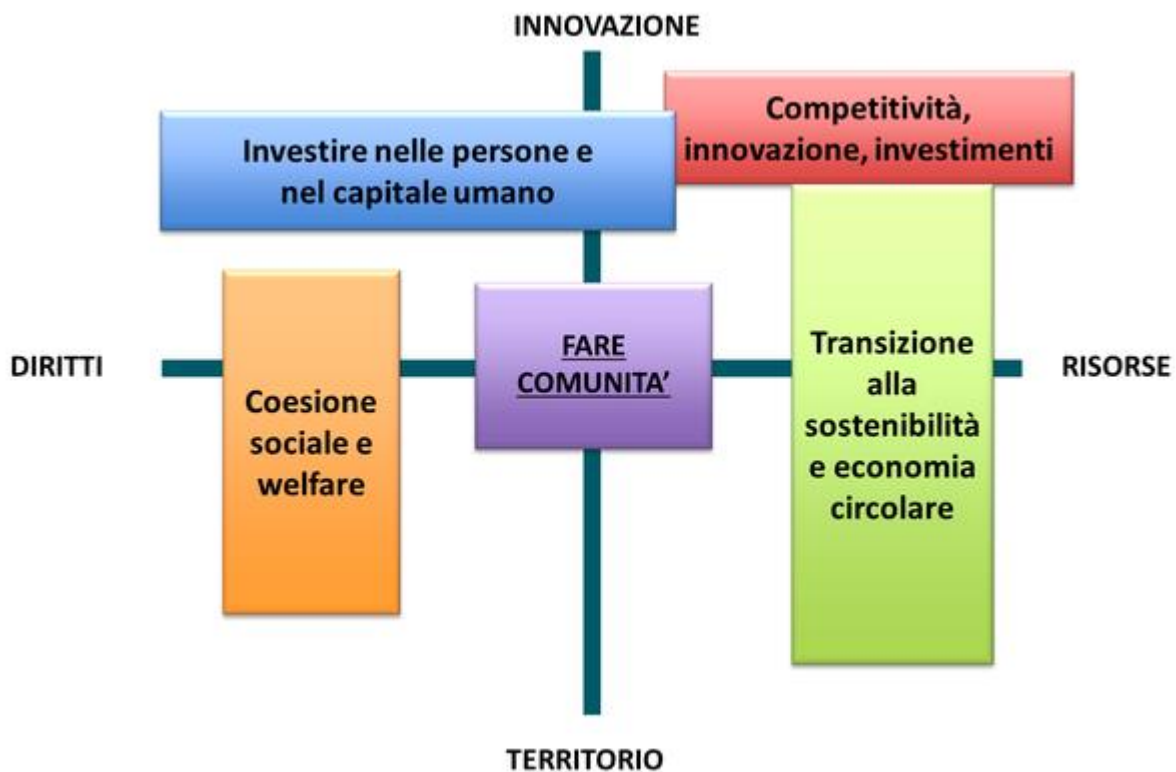 INNOVAZIONE
Competitività,
innovazione, investimenti
Investire nelle persone e
nel capitale umano
DIRITTI
Coesione
sociale e
welfare
FARE
COMUNITA’
Transizione
alla
sostenibilità
e economia
circolare
RISORSE
TERRITORIO